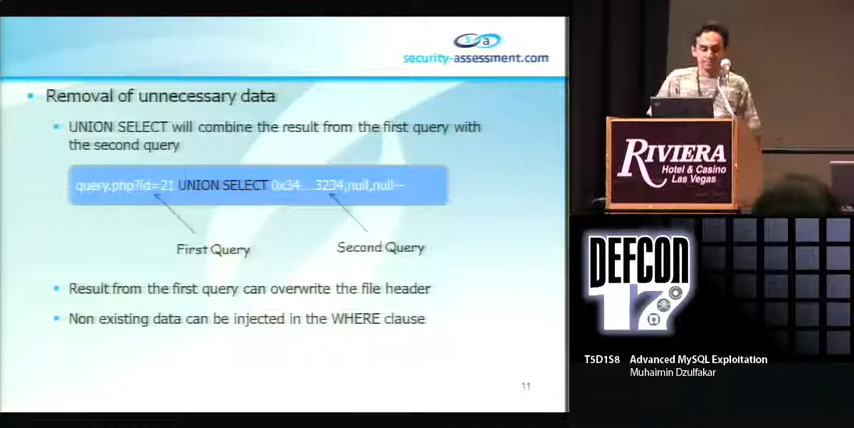 security-assessment.com
Removal of unnecessary data
UNION SELECT will combine the result from the first query with
the second query
query.php?id=21 UNION SELECT 0x34....3234,null,null--
First Query
Second Query
Result from the first query can overwrite the file header
Non existing data can be injected in the WHERE clause
11
RIVIERA
Hotel & Casino
Las Vegas
DEFCON
17
T5D1S8 Advanced MySQL Exploitation
Muhaimin Dzulfakar